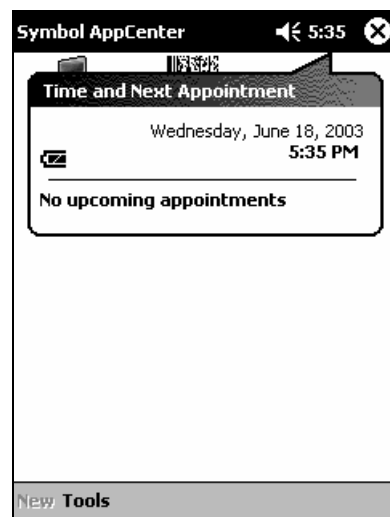 Symbol AppCenter 5:35
Time and Next Appointment
Wednesday, June 18, 2003
5:35 PM
No upcoming appointments
New Tools